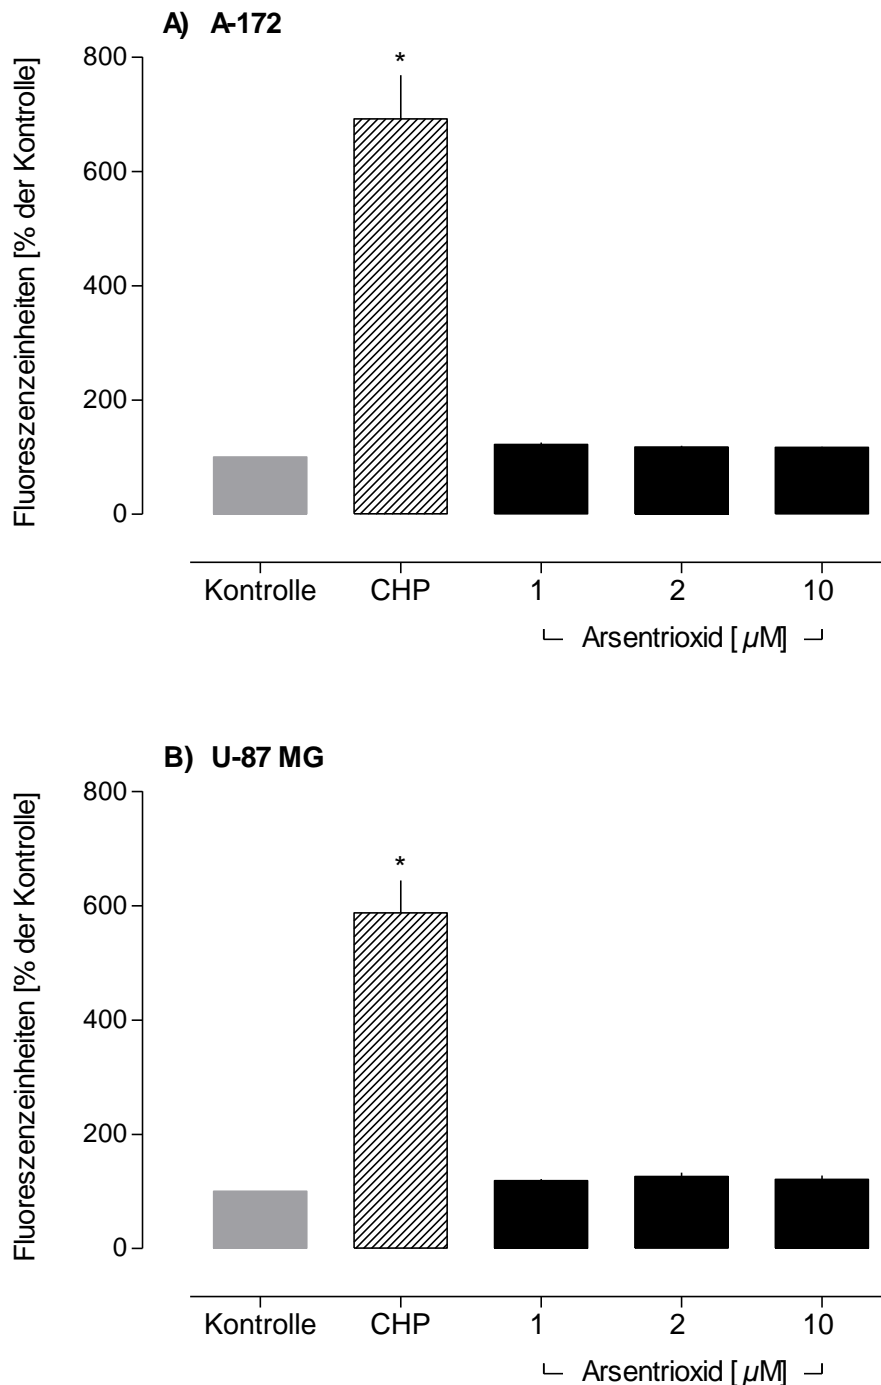 A) A-172
Fluoreszenzeinheiten [% der Kontrolle]
800
*
600
400
200
0
Kontrolle CHP 1 2 10
Arsentrioxid [µM]
B) U-87 MG
Fluoreszenzeinheiten [% der Kontrolle]
800
*
600
400
200
0
Kontrolle CHP 1 2 10
Arsentrioxid [µM]